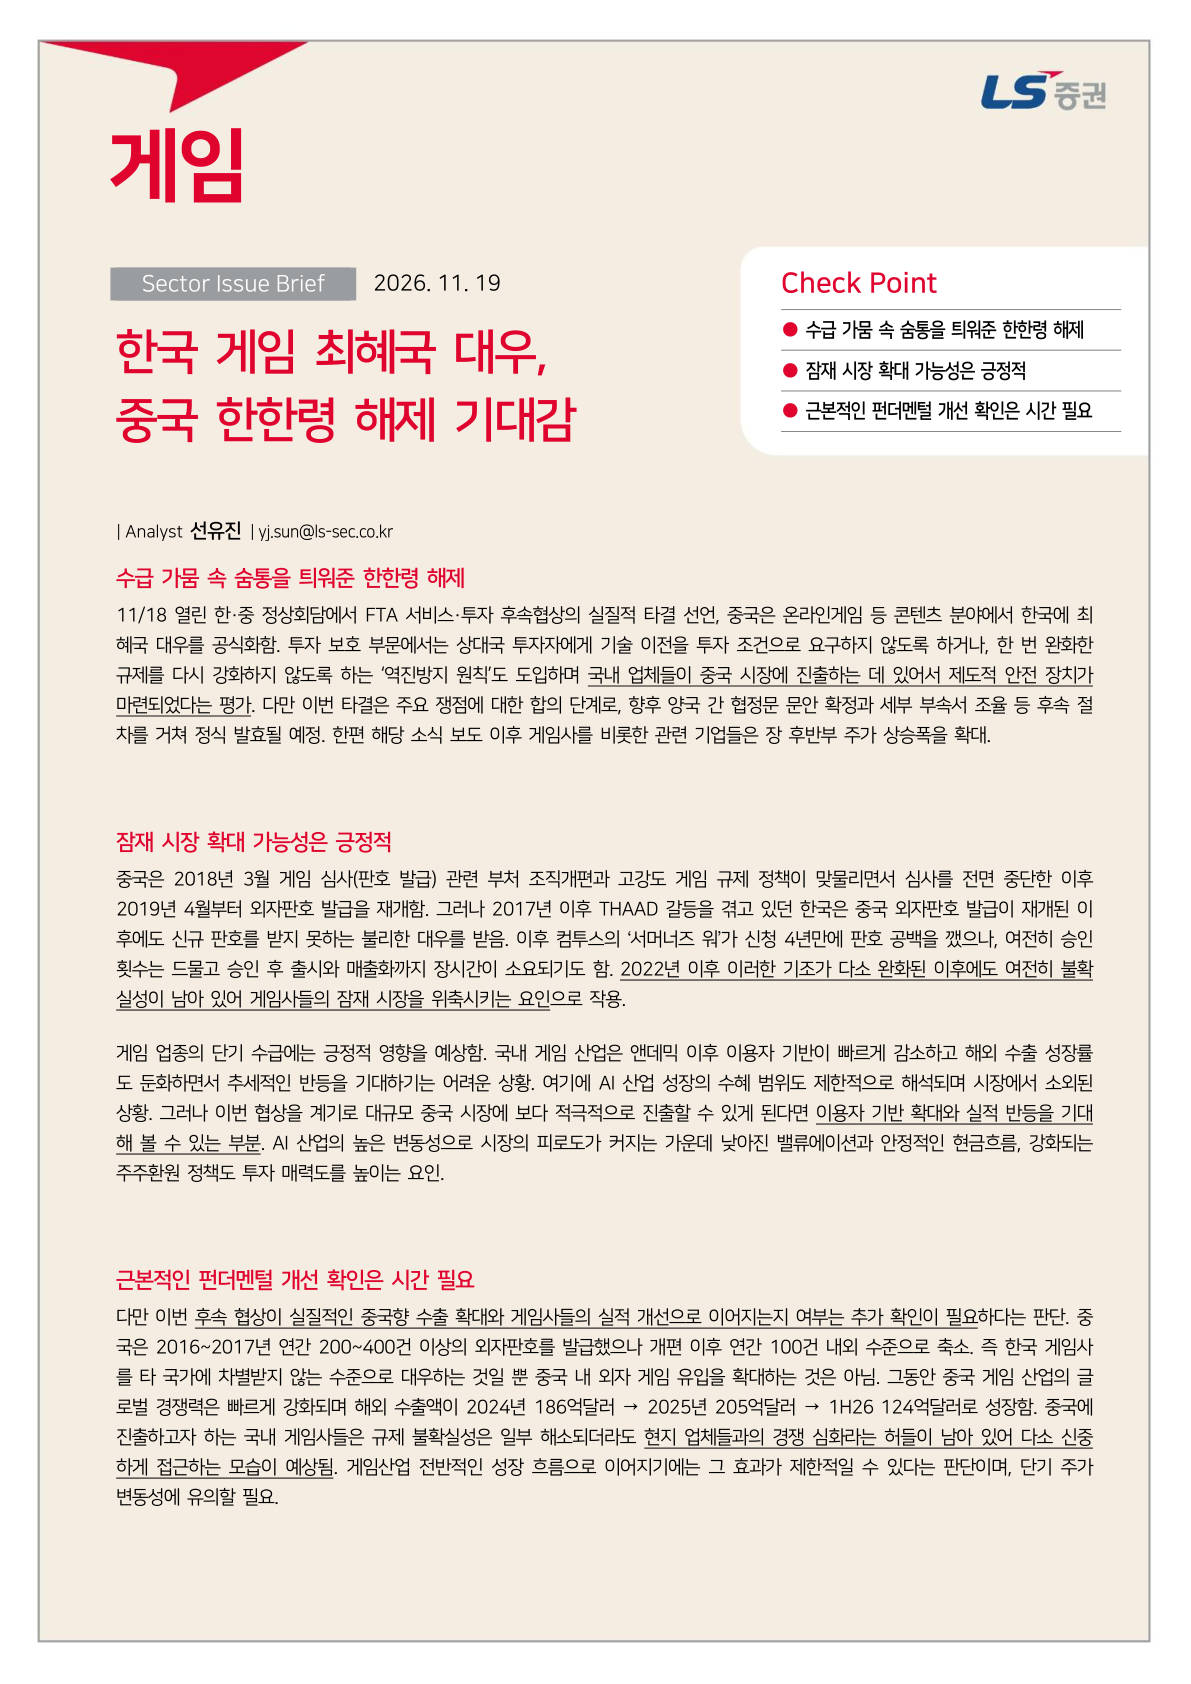 LS증권
게임
Sector Issue Brief 2026. 11. 19
한국 게임 최혜국 대우,
중국 한한령 해제 기대감
Check Point
● 수급 가뭄 속 숨통을 틔워준 한한령 해제
● 잠재 시장 확대 가능성은 긍정적
● 근본적인 펀더멘털 개선 확인은 시간 필요
| Analyst 선유진 | yj.sun@ls-sec.co.kr
수급 가뭄 속 숨통을 틔워준 한한령 해제
11/18 열린 한·중 정상회담에서 FTA 서비스·투자 후속협상의 실질적 타결 선언, 중국은 온라인게임 등 콘텐츠 분야에서 한국에 최
혜국 대우를 공식화함. 투자 보호 부문에서는 상대국 투자자에게 기술 이전을 투자 조건으로 요구하지 않도록 하거나, 한 번 완화한
규제를 다시 강화하지 않도록 하는 ‘역진방지 원칙’도 도입하며 국내 업체들이 중국 시장에 진출하는 데 있어서 제도적 안전 장치가
마련되었다는 평가. 다만 이번 타결은 주요 쟁점에 대한 합의 단계로, 향후 양국 간 협정문 문안 확정과 세부 부속서 조율 등 후속 절
차를 거쳐 정식 발효될 예정. 한편 해당 소식 보도 이후 게임사를 비롯한 관련 기업들은 장 후반부 주가 상승폭을 확대.
잠재 시장 확대 가능성은 긍정적
중국은 2018년 3월 게임 심사(판호 발급) 관련 부처 조직개편과 고강도 게임 규제 정책이 맞물리면서 심사를 전면 중단한 이후
2019년 4월부터 외자판호 발급을 재개함. 그러나 2017년 이후 THAAD 갈등을 겪고 있던 한국은 중국 외자판호 발급이 재개된 이
후에도 신규 판호를 받지 못하는 불리한 대우를 받음. 이후 컴투스의 ‘서머너즈 워’가 신청 4년만에 판호 공백을 깼으나, 여전히 승인
횟수는 드물고 승인 후 출시와 매출화까지 장시간이 소요되기도 함. 2022년 이후 이러한 기조가 다소 완화된 이후에도 여전히 불확
실성이 남아 있어 게임사들의 잠재 시장을 위축시키는 요인으로 작용.
게임 업종의 단기 수급에는 긍정적 영향을 예상함. 국내 게임 산업은 앤데믹 이후 이용자 기반이 빠르게 감소하고 해외 수출 성장률
도 둔화하면서 추세적인 반등을 기대하기는 어려운 상황. 여기에 AI 산업 성장의 수혜 범위도 제한적으로 해석되며 시장에서 소외된
상황. 그러나 이번 협상을 계기로 대규모 중국 시장에 보다 적극적으로 진출할 수 있게 된다면 이용자 기반 확대와 실적 반등을 기대
해 볼 수 있는 부분. AI 산업의 높은 변동성으로 시장의 피로도가 커지는 가운데 낮아진 밸류에이션과 안정적인 현금흐름, 강화되는
주주환원 정책도 투자 매력도를 높이는 요인.
근본적인 펀더멘털 개선 확인은 시간 필요
다만 이번 후속 협상이 실질적인 중국향 수출 확대와 게임사들의 실적 개선으로 이어지는지 여부는 추가 확인이 필요하다는 판단. 중
국은 2016~2017년 연간 200~400건 이상의 외자판호를 발급했으나 개편 이후 연간 100건 내외 수준으로 축소. 즉 한국 게임사
를 타 국가에 차별받지 않는 수준으로 대우하는 것일 뿐 중국 내 외자 게임 유입을 확대하는 것은 아님. 그동안 중국 게임 산업의 글
로벌 경쟁력은 빠르게 강화되며 해외 수출액이 2024년 186억달러 → 2025년 205억달러 → 1H26 124억달러로 성장함. 중국에
진출하고자 하는 국내 게임사들은 규제 불확실성은 일부 해소되더라도 현지 업체들과의 경쟁 심화라는 허들이 남아 있어 다소 신중
하게 접근하는 모습이 예상됨. 게임산업 전반적인 성장 흐름으로 이어지기에는 그 효과가 제한적일 수 있다는 판단이며, 단기 주가
변동성에 유의할 필요.